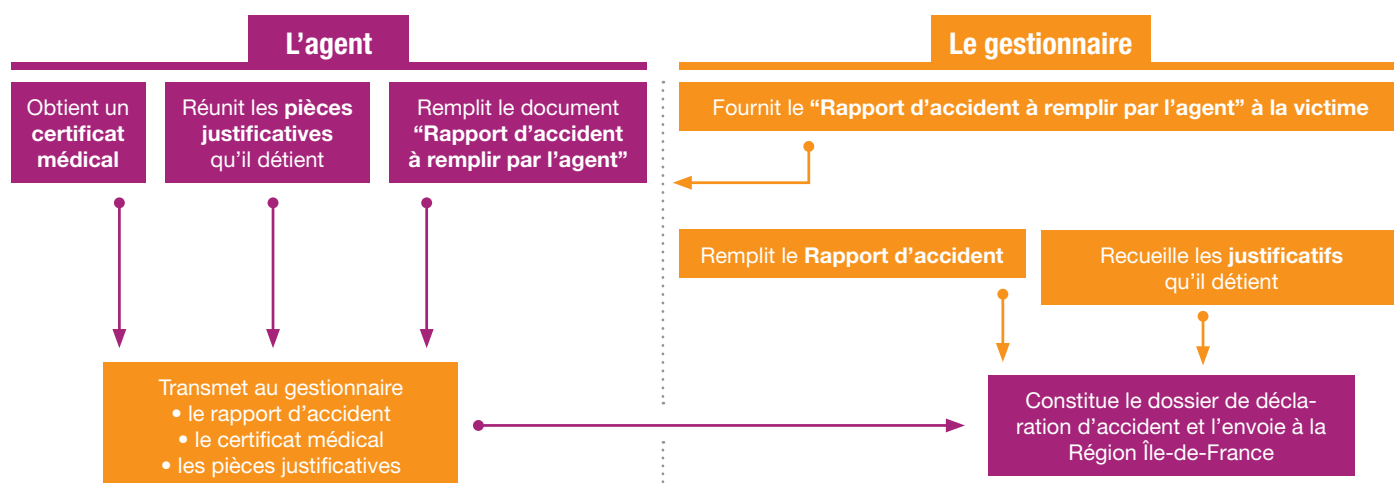 L’agent
Obtient un
certificat
médical
Réunit les pièces
justificatives
qu’il détient
Remplit le document
“Rapport d’accident
à remplir par l’agent”
Transmet au gestionnaire
• le rapport d’accident
• le certificat médical
• les pièces justificatives
Le gestionnaire
Fournit le “Rapport d’accident à remplir par l’agent” à la victime
Remplit le Rapport d’accident
Recueille les justificatifs
qu’il détient
Constitue le dossier de décla-
ration d’accident et l’envoie à la
Région Île-de-France